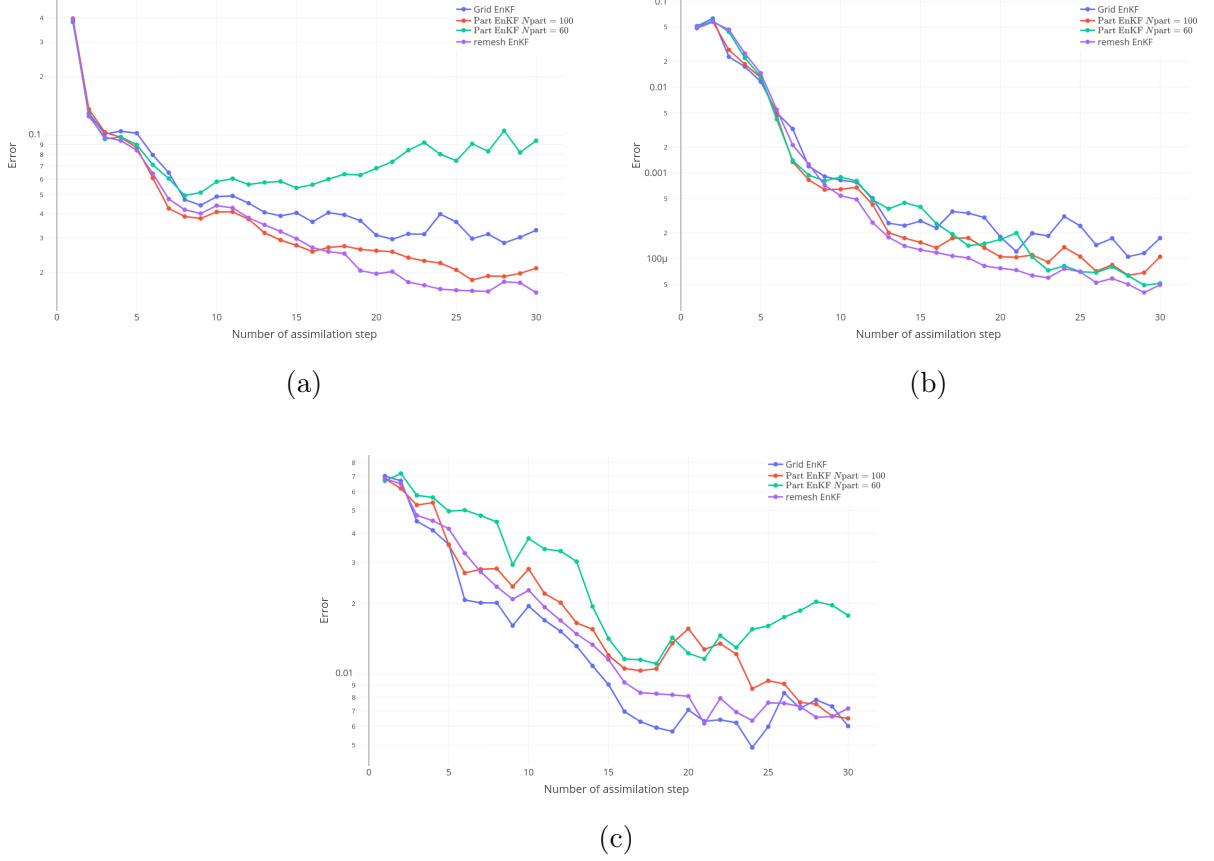 4
3
2
0.1
9
8
7
6
5
4
3
2
0
5
10
15
20
25
30
Error
Number of assimilation step
Grid EnKF
Part EnKF Npart = 100
Part EnKF Npart = 60
remesh EnKF
(a)
0.1
5
2
0.01
5
2
0.001
5
2
100μ
5
0
5
10
15
20
25
30
Error
Number of assimilation step
Grid EnKF
Part EnKF Npart = 100
Part EnKF Npart = 60
remesh EnKF
(b)
8
7
6
5
4
3
2
0.01
9
8
7
6
5
0
5
10
15
20
25
30
Error
Number of assimilation step
Grid EnKF
Part EnKF Npart = 100
Part EnKF Npart = 60
remesh EnKF
(c)